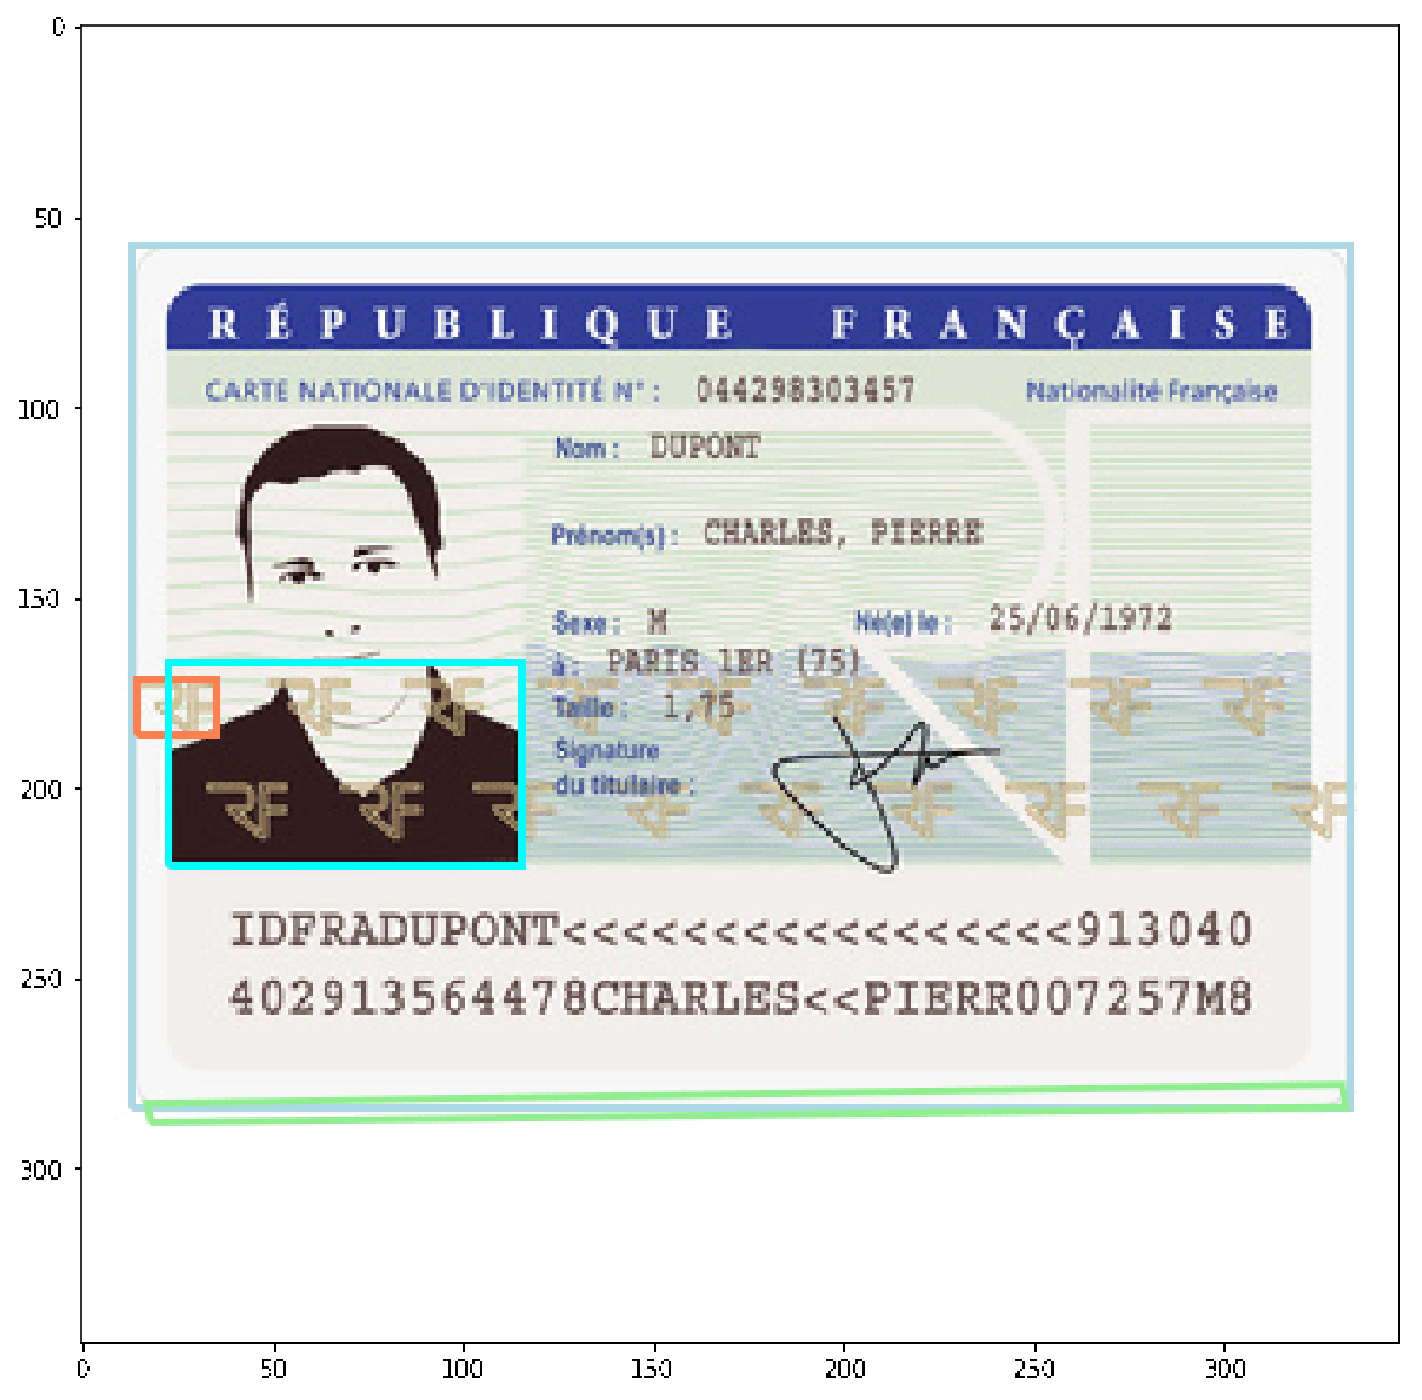 0
50
100
150
200
250
300
0 50 100 150 200 250 300
RÉPUBLIQUE FRANÇAISE
CARTE NATIONALE D'IDENTITÉ N° : 044298303457 Nationalité Française
Nom : DUPONT
Prénom(s) : CHARLES, PIERRE
Sexe : M Né(e) le : 25/06/1972
à : PARIS 1ER (75)
Taille : 1,75
Signature
du titulaire :
RF RF RF RF RF RF RF RF RF
RF RF RF RF RF RF RF RF RF
IDFRADUPONT<<<<<<<<<<<<<<<<<913040
402913564478CHARLES<<PIERR007257M8